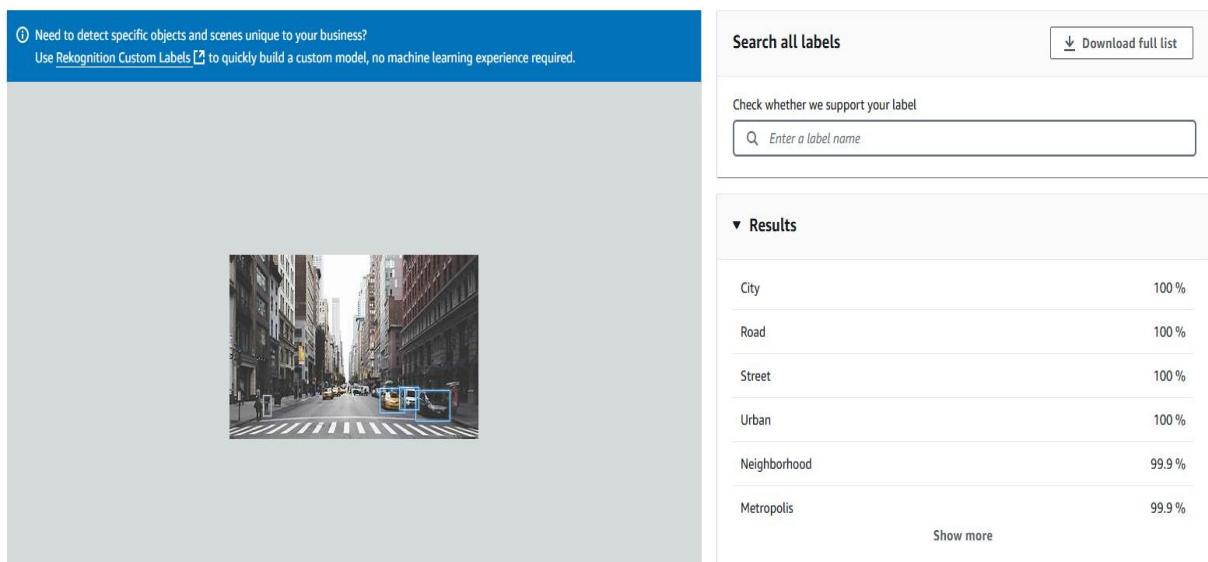 Need to detect specific objects and scenes unique to your business?
Use Rekognition Custom Labels to quickly build a custom model, no machine learning experience required.
Search all labels
Download full list
Check whether we support your label
Enter a label name
Results
City 100 %
Road 100 %
Street 100 %
Urban 100 %
Neighborhood 99.9 %
Metropolis 99.9 %
Show more